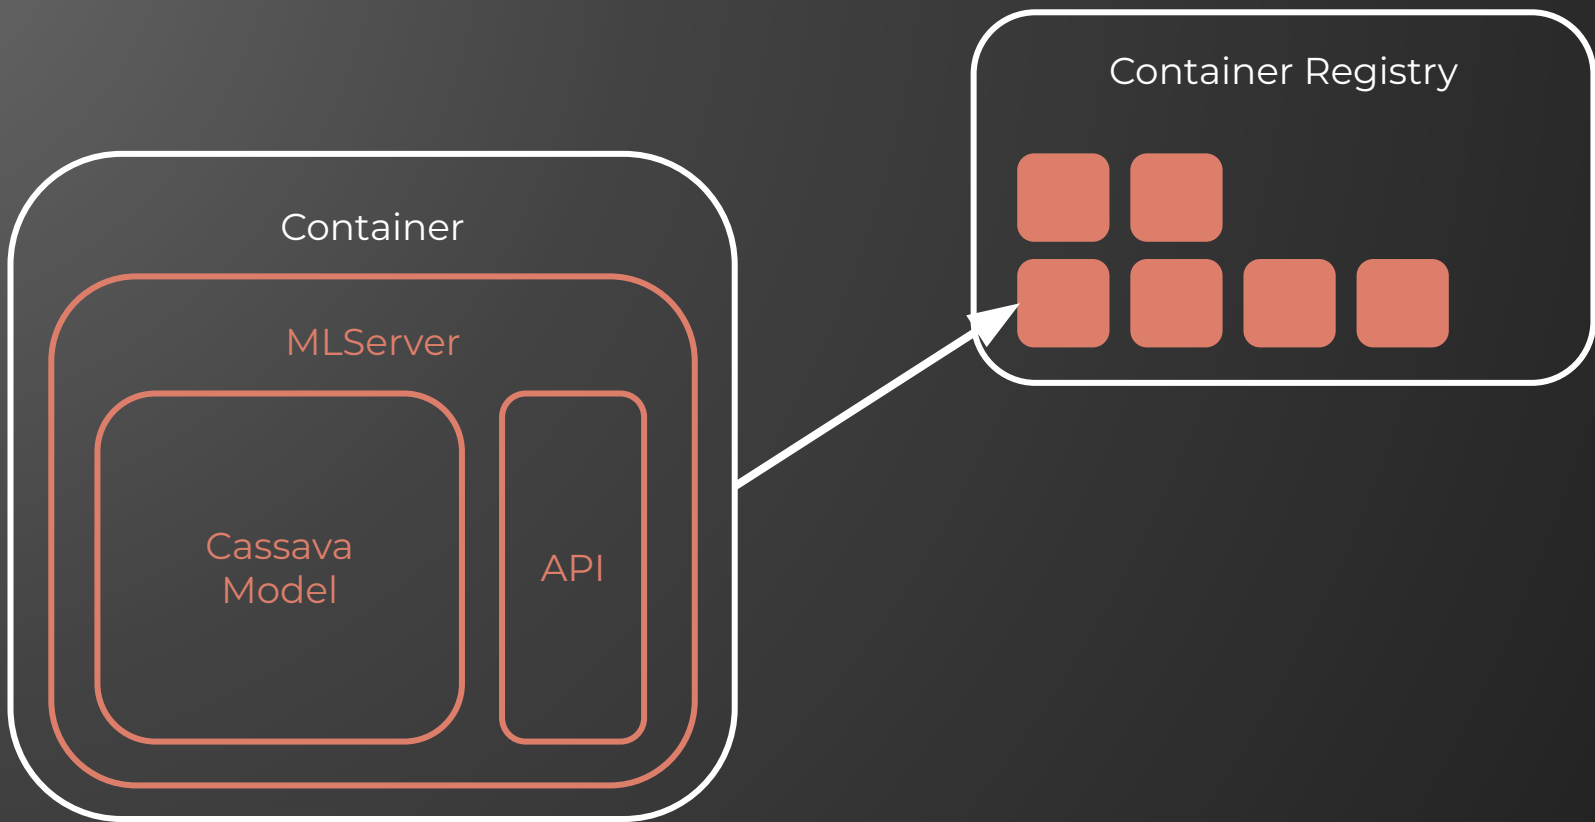 Container Registry
Container
MLServer
Cassava
Model
API